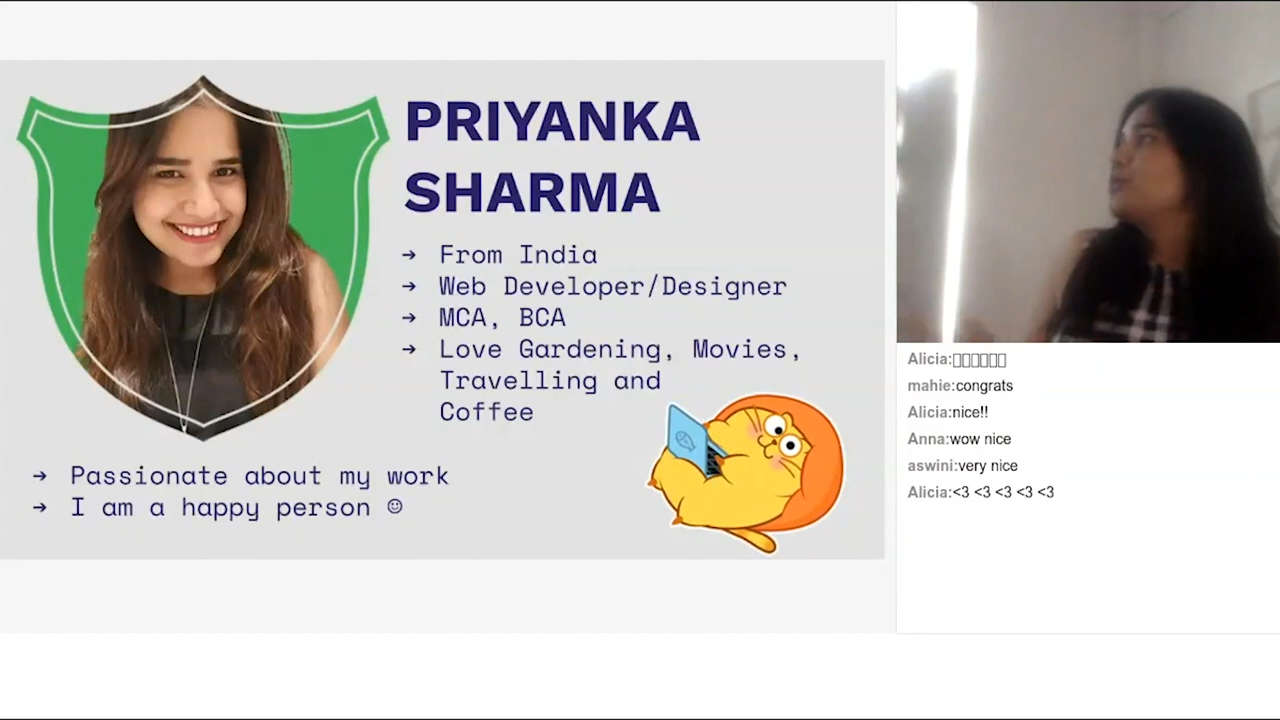 PRIYANKA
SHARMA
→ From India
→ Web Developer/Designer
→ MCA, BCA
→ Love Gardening, Movies,
Travelling and
Coffee
→ Passionate about my work
→ I am a happy person ☺
Alicia:▯▯▯▯▯▯
mahie:congrats
Alicia:nice!!
Anna:wow nice
aswini:very nice
Alicia:<3 <3 <3 <3 <3